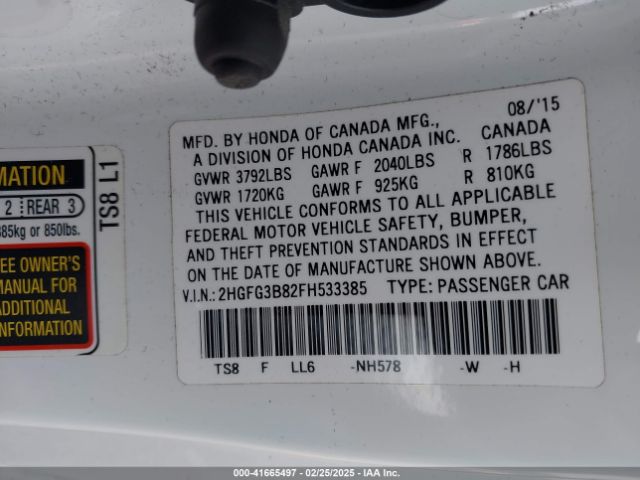 MATION
2 REAR 3
385kg or 850lbs.
EE OWNER'S
MANUAL FOR
ADDITIONAL
INFORMATION
TS8 L1
08/'15
MFD. BY HONDA OF CANADA MFG.,
A DIVISION OF HONDA CANADA INC. CANADA
GVWR 3792LBS GAWR F 2040LBS R 1786LBS
GVWR 1720KG GAWR F 925KG R 810KG
THIS VEHICLE CONFORMS TO ALL APPLICABLE
FEDERAL MOTOR VEHICLE SAFETY, BUMPER,
AND THEFT PREVENTION STANDARDS IN EFFECT
ON THE DATE OF MANUFACTURE SHOWN ABOVE.
V.I.N.: 2HGFG3B82FH533385 TYPE: PASSENGER CAR
TS8 F LL6 -NH578 -W -H
000-41665497 - 02/25/2025 - IAA Inc.